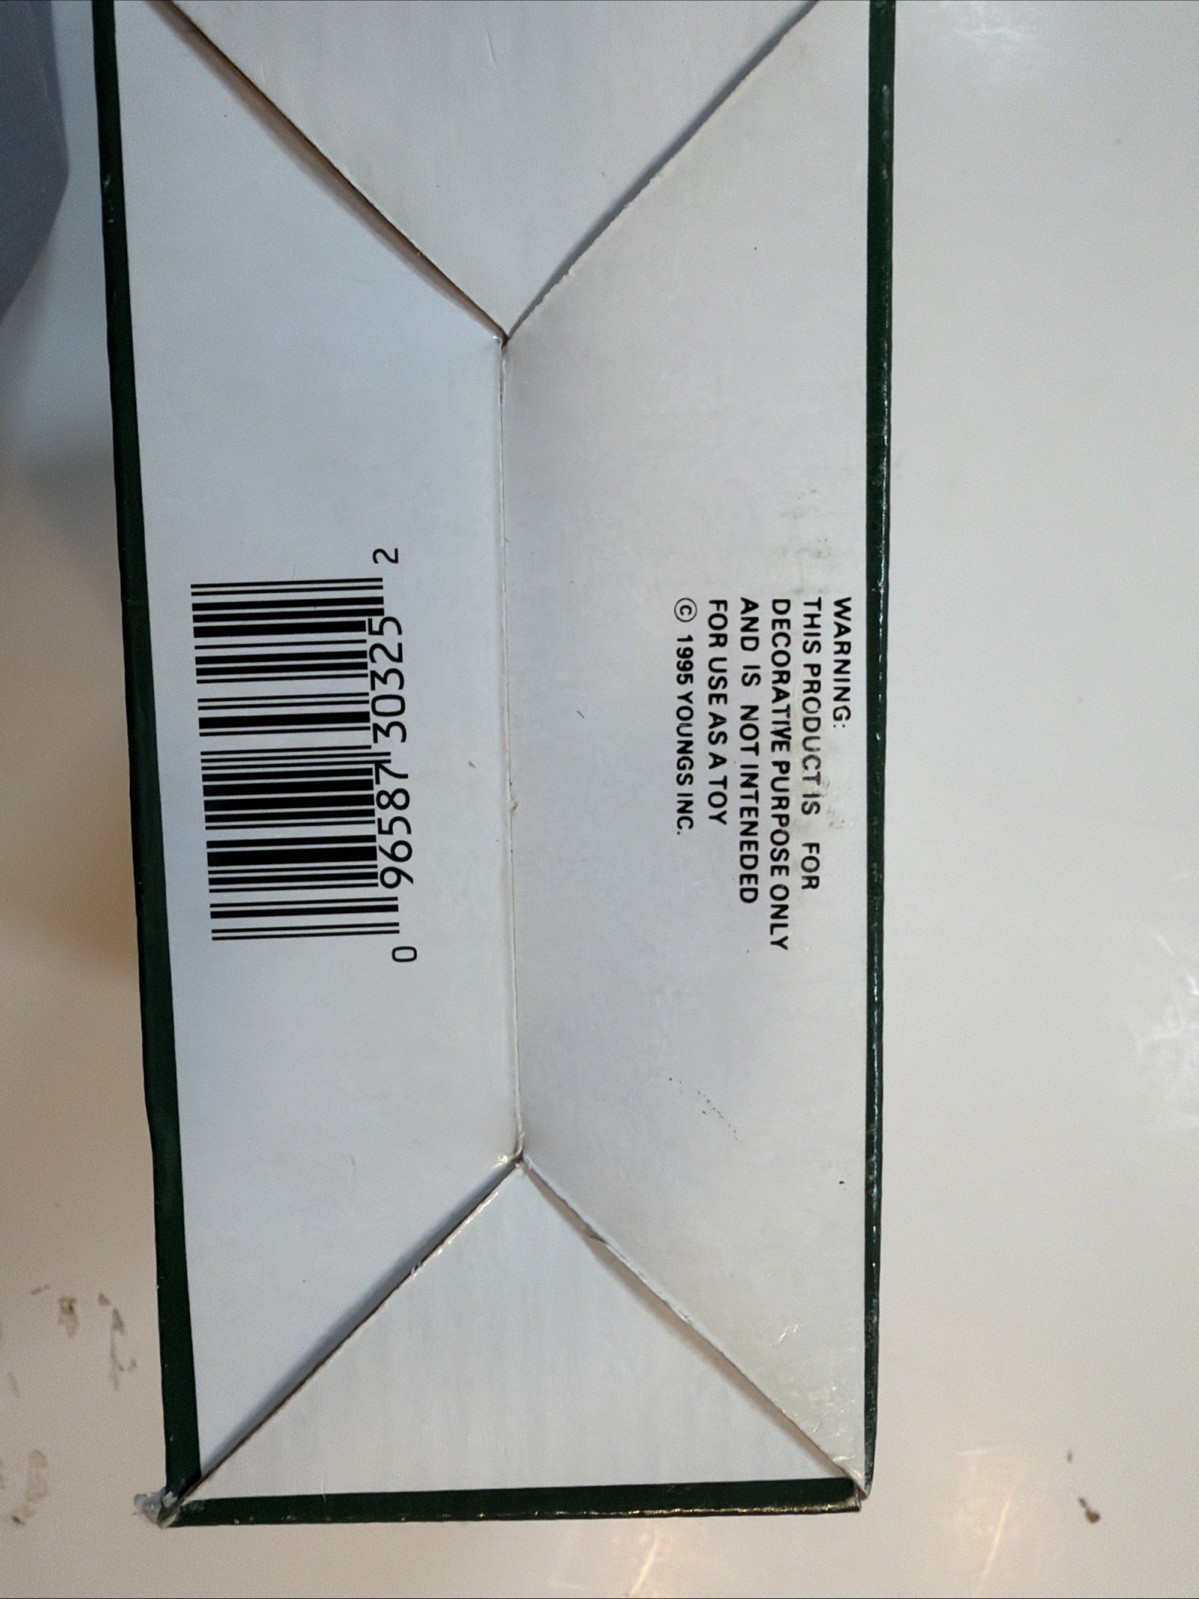 WARNING:
THIS PRODUCT IS FOR
DECORATIVE PURPOSE ONLY
AND IS NOT INTENEDED
FOR USE AS A TOY
© 1995 YOUNGS INC.
0 96587 30325 2